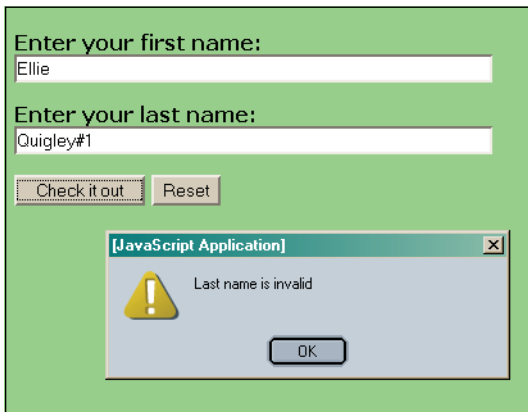 Enter your first name:
Ellie
Enter your last name:
Quigley#1
Check it out Reset
[JavaScript Application]
Last name is invalid
OK